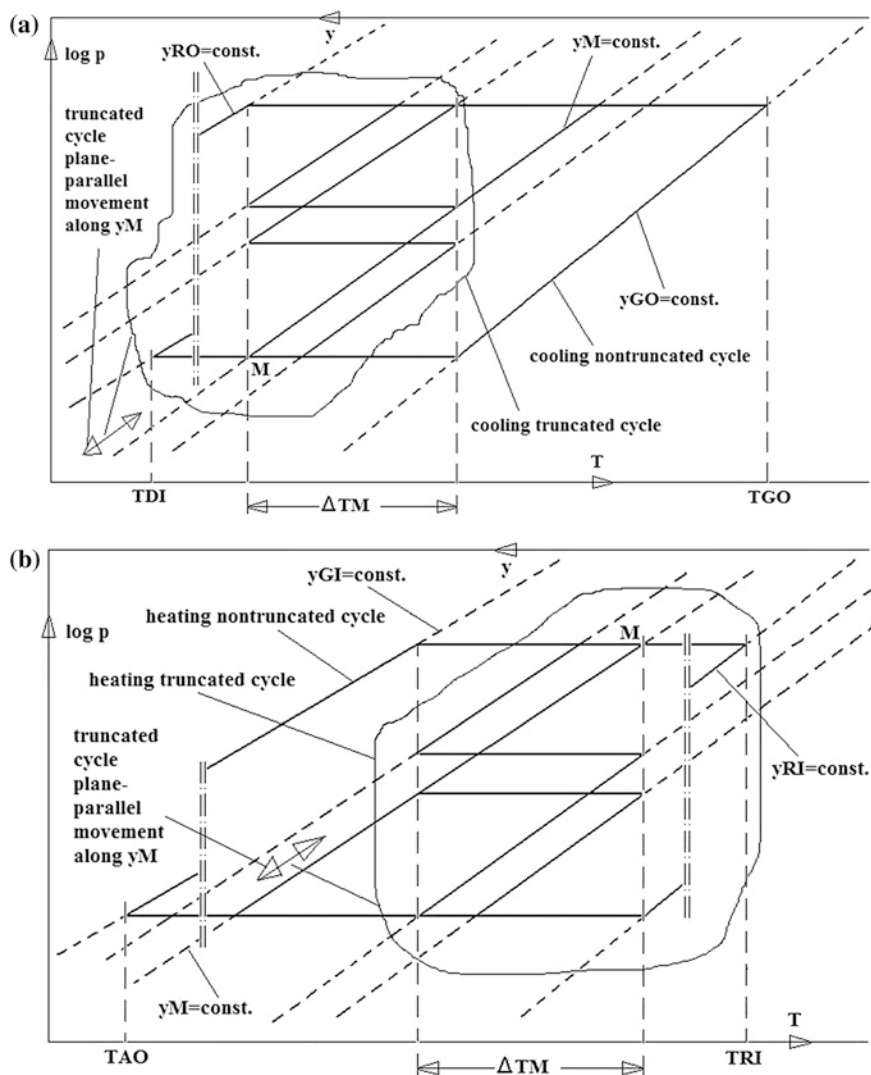 (a)
y
log p
yRO=const.
yM=const.
truncated
cycle
plane-
parallel
movement
along yM
yGO=const.
M
cooling nontruncated cycle
cooling truncated cycle
T
TDI
ΔTM
TGO
(b)
yGI=const.
y
log p
heating nontruncated cycle
M
heating truncated cycle
truncated
cycle
plane-
parallel
movement
along yM
yRI=const.
yM=const.
T
TAO
ΔTM
TRI